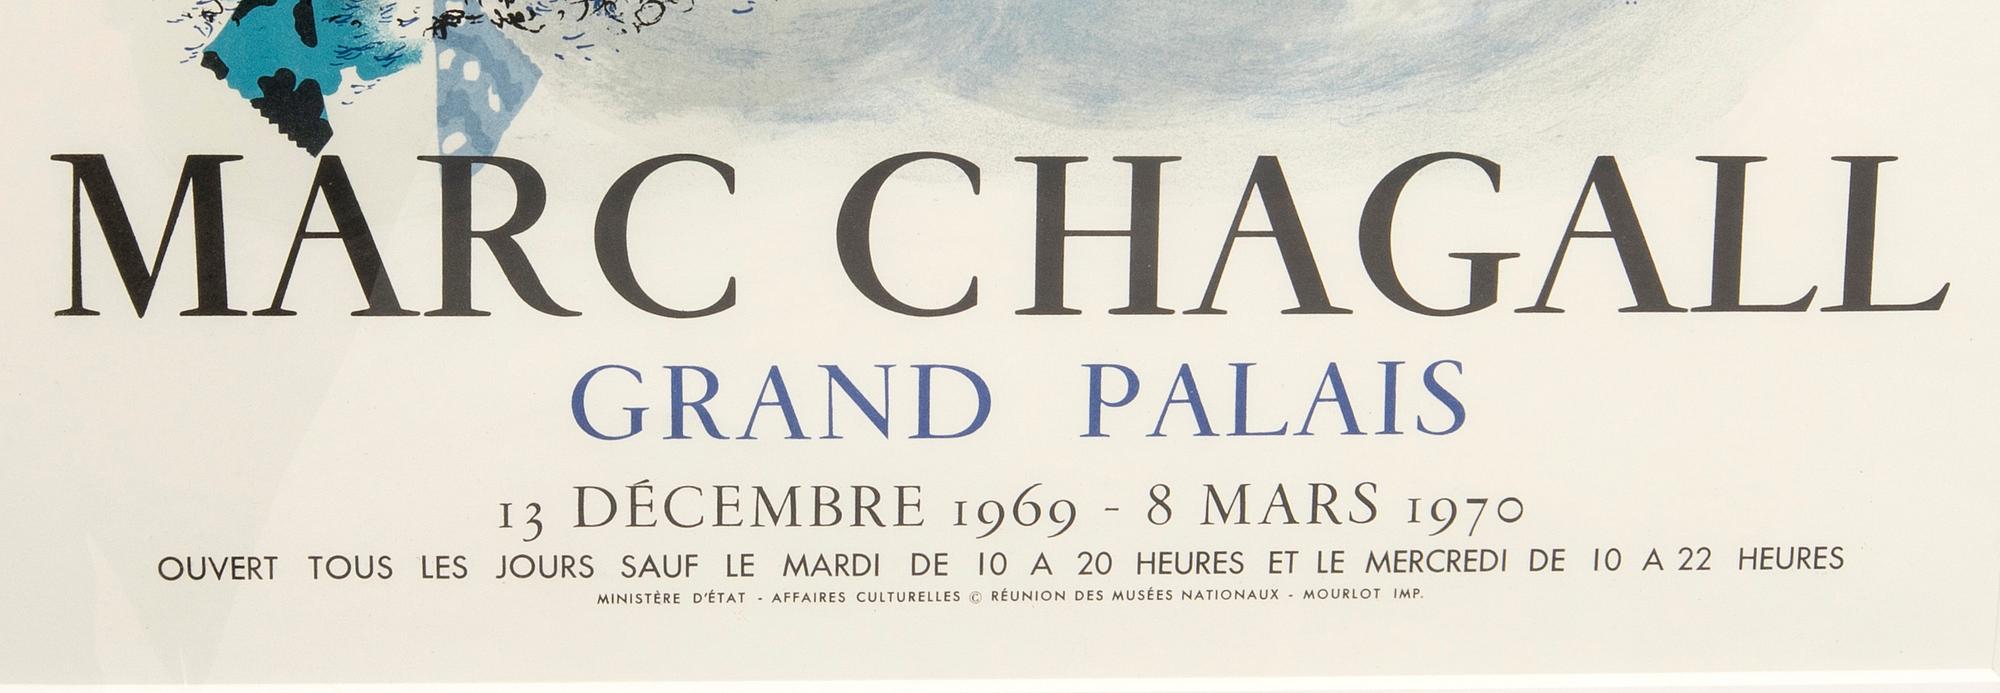 MARC CHAGALL
GRAND PALAIS
13 DÉCEMBRE 1969 - 8 MARS 1970
OUVERT TOUS LES JOURS SAUF LE MARDI DE 10 A 20 HEURES ET LE MERCREDI DE 10 A 22 HEURES
MINISTÈRE D'ÉTAT - AFFAIRES CULTURELLES © RÉUNION DES MUSÉES NATIONAUX - MOURLOT IMP.